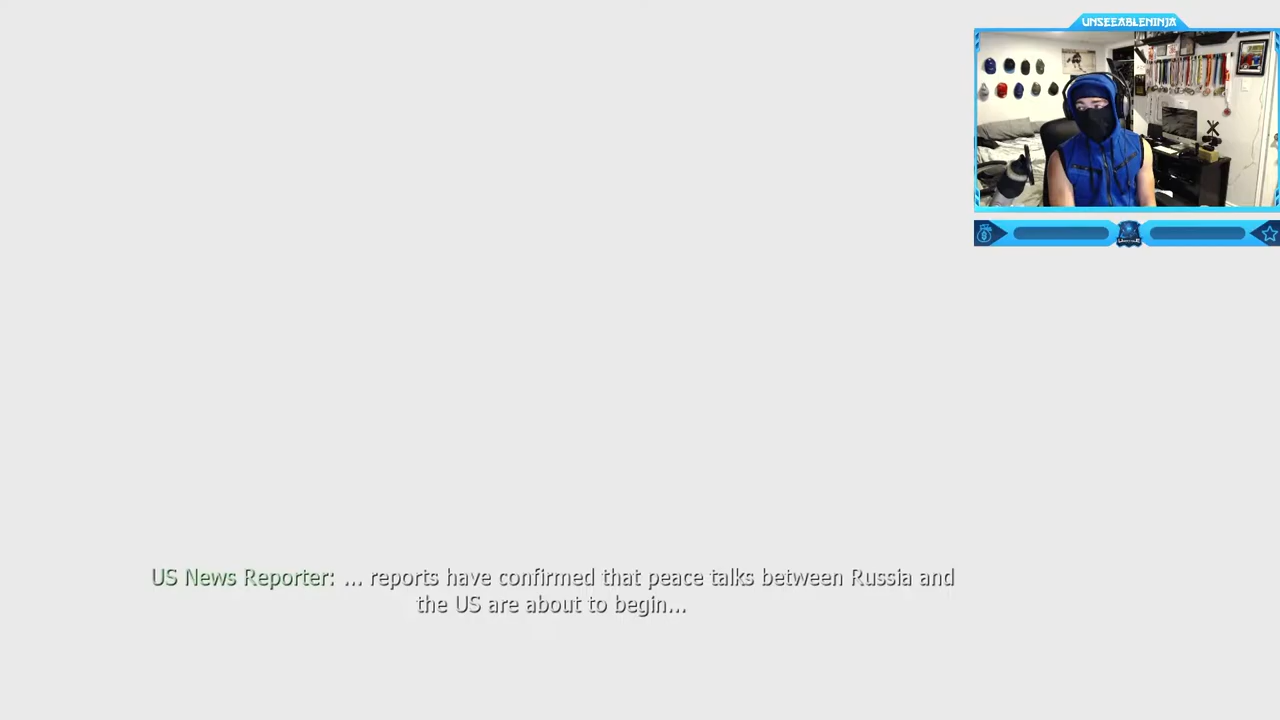 UNSEEABLENINJA
US News Reporter: ... reports have confirmed that peace talks between Russia and
the US are about to begin...